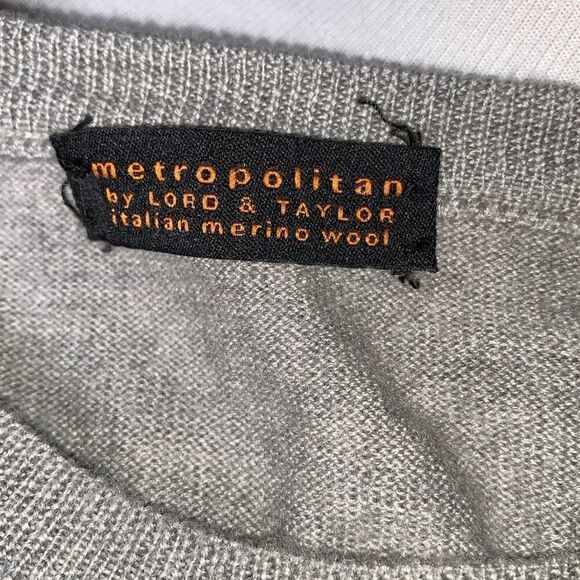 metropolitan
by LORD & TAYLOR
italian merino wool